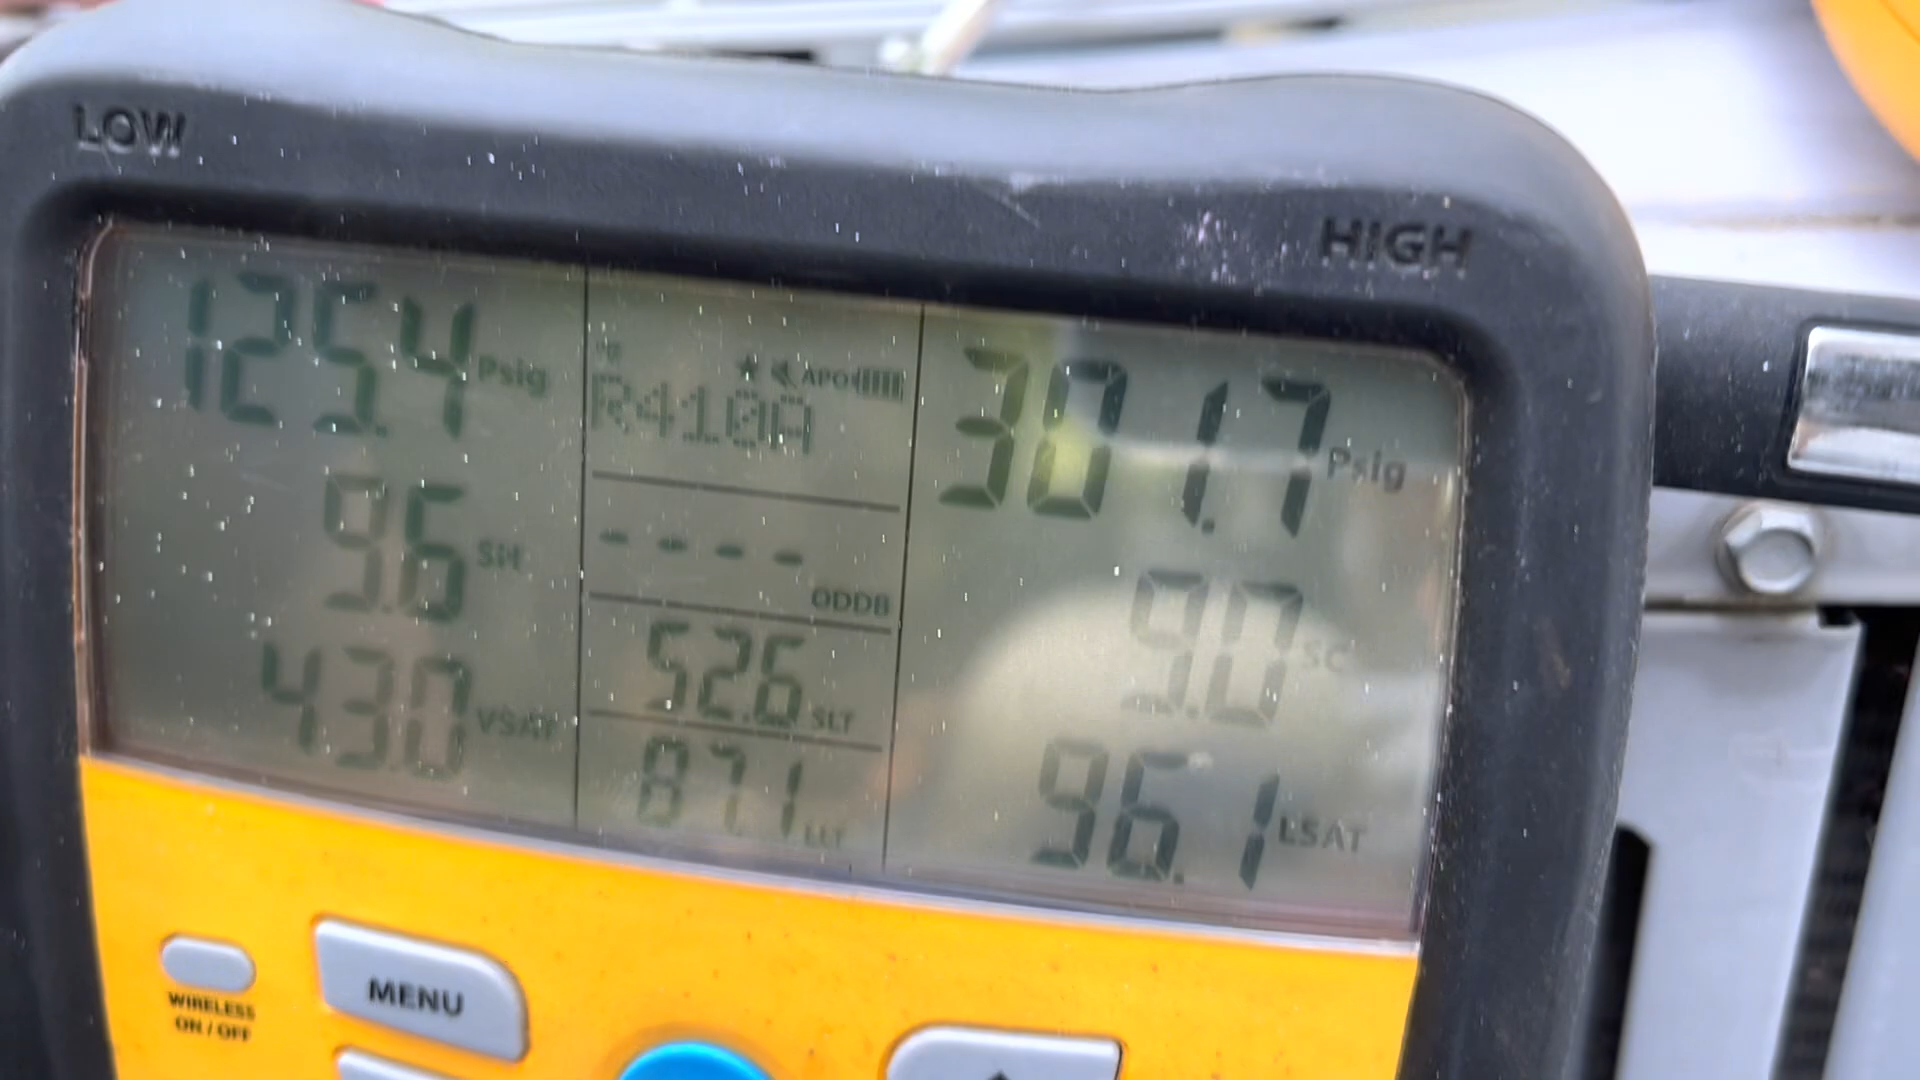 LOW
HIGH
125.4 Psig
9.6 SH
43.0 VSAT
°F
APO
R410A
---- ODDB
52.6 SLT
87.1 LLT
301.7 Psig
9.0 SC
96.1 LSAT
WIRELESS
ON / OFF
MENU